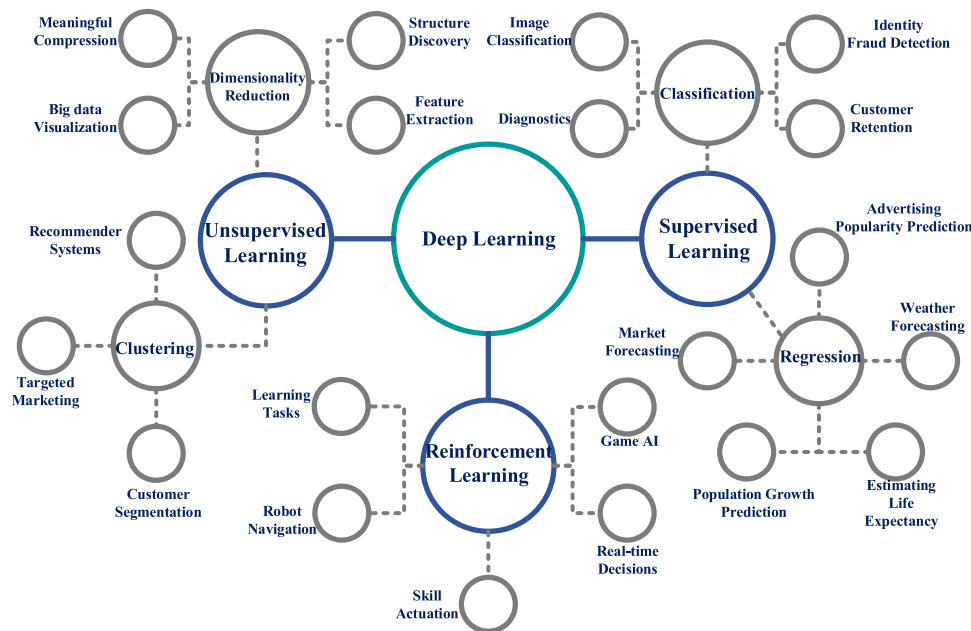 Meaningful
Compression
Structure
Discovery
Dimensionality
Reduction
Big data
Visualization
Feature
Extraction
Image
Classification
Identity
Fraud Detection
Classification
Diagnostics
Customer
Retention
Unsupervised
Learning
Deep Learning
Supervised
Learning
Recommender
Systems
Clustering
Targeted
Marketing
Customer
Segmentation
Advertising
Popularity Prediction
Market
Forecasting
Regression
Weather
Forecasting
Population Growth
Prediction
Estimating
Life
Expectancy
Learning
Tasks
Game AI
Reinforcement
Learning
Robot
Navigation
Real-time
Decisions
Skill
Actuation